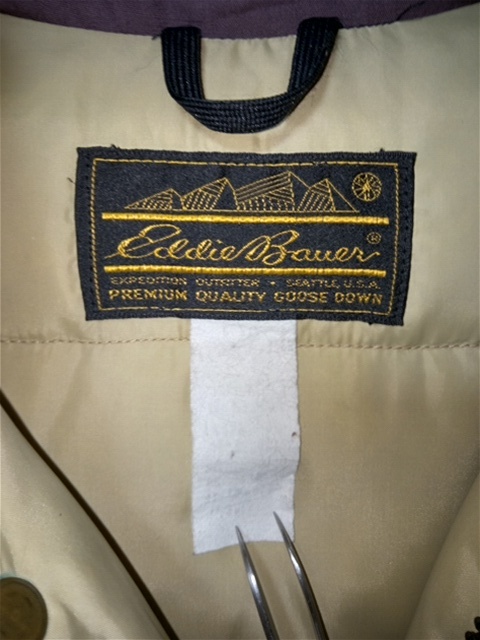 Eddie Bauer®
EXPEDITION OUTFITTER • SEATTLE, U.S.A.
PREMIUM QUALITY GOOSE DOWN